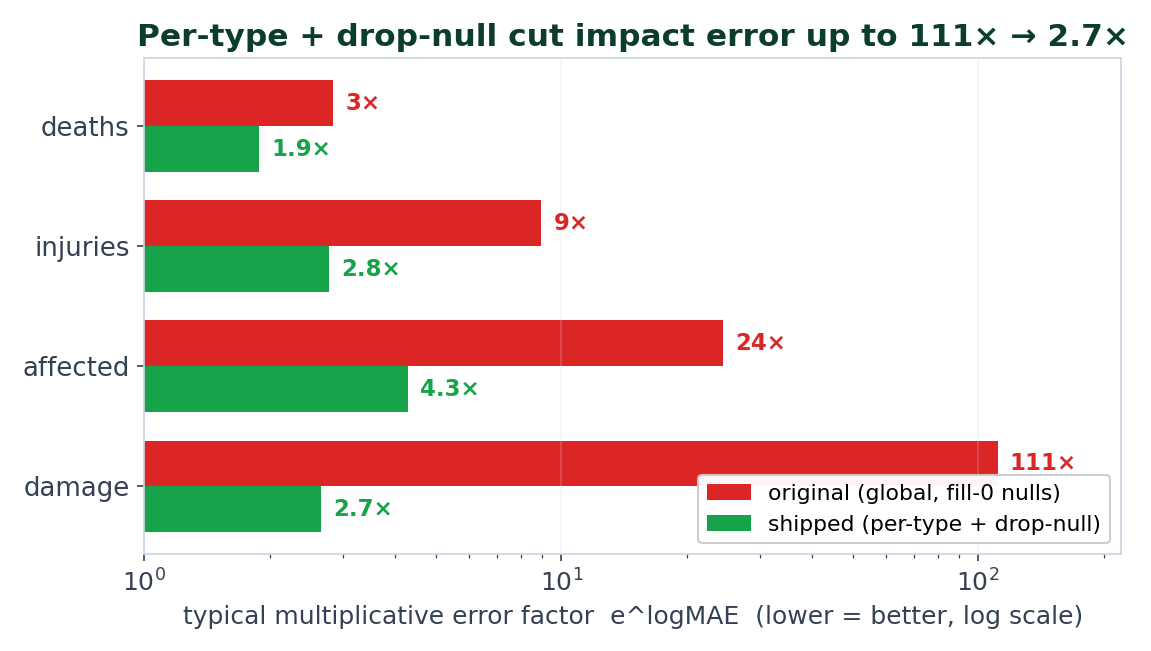 Per-type + drop-null cut impact error up to 111× → 2.7×
deaths
3×
1.9×
injuries
9×
2.8×
affected
24×
4.3×
damage
111×
2.7×
original (global, fill-0 nulls)
shipped (per-type + drop-null)
10⁰ 10¹ 10²
typical multiplicative error factor e^logMAE (lower = better, log scale)